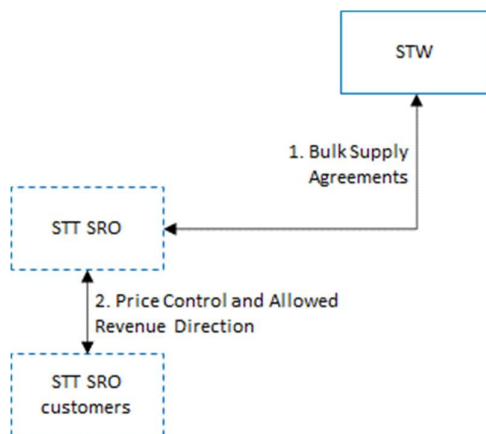 STW
1. Bulk Supply
Agreements
STT SRO
2. Price Control and Allowed
Revenue Direction
STT SRO
customers